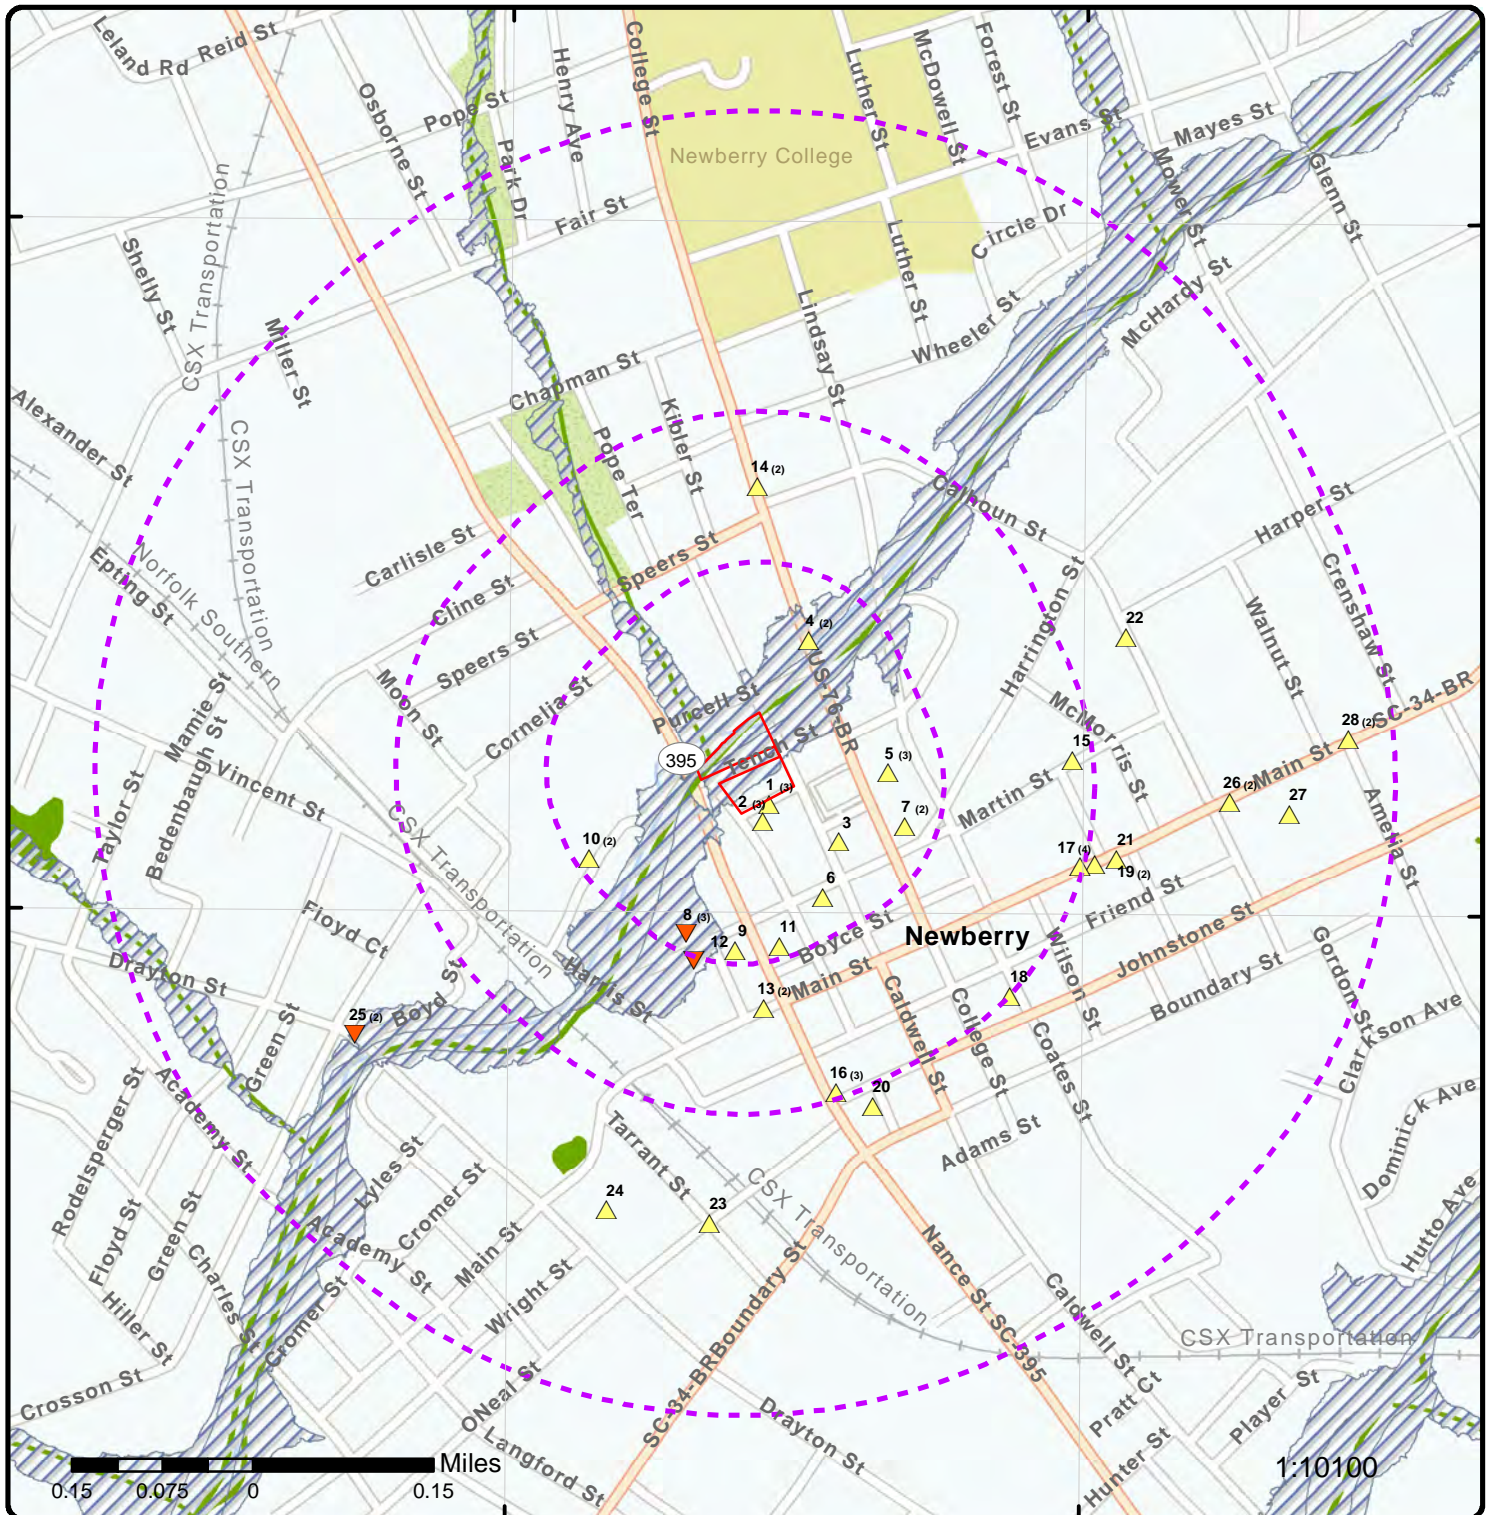 Leland Rd
Reid St
Osborne St
Pope St
Park Dr
Henry Ave
Fair St
College St
Newberry College
Luther St
McDowell St
Forest St
Evans St
Mayes St
Mower St
Glenn St
Circle Dr
Luther St
CSX Transportation
Shelly St
Miller St
Lindsay St
Wheeler St
McHardy St
Chapman St
Alexander St
CSX Transportation
Kibler St
Pope Ter
14 (2)
Calhoun St
Harper St
Carlisle St
Norfolk Southern
Epting St
Cline St
Speers St
Speers St
Crenshaw St
Walnut St
Harrington St
22
4 (2)
US-76-BR
Moon St
Cornelia St
Purcell St
Tench St
395
Mamie St
Bedenbaugh St
Vincent St
Taylor St
McMorris St
SC-34-BR
28 (2)
Main St
15
5 (3)
1 (3)
2 (3)
3
7 (2)
Martin St
26 (2)
27
Amelia St
10 (2)
CSX Transportation
6
17 (4)
21
19 (2)
Friend St
Floyd Ct
8 (3)
12
9
11
Boyce St
Newberry
Johnstone St
Wilson St
Drayton St
Harris St
Main St
13 (2)
18
Boundary St
Gordon St
Clarkson Ave
Boyd St
25 (2)
Green St
Caldwell St
College St
Coates St
16 (3)
20
Academy St
Rodelsperger St
Tarrant St
Adams St
Dominick Ave
Lyles St
Cromer St
24
23
CSX Transportation
Floyd St
Green St
Charles St
Academy St
Main St
Hutto Ave
Hiller St
Cromer St
Wright St
Nance St SC-395
Caldwell St
CSX Transportation
Crosson St
ONeal St
SC-34-BR
Boundary St
Drayton St
Pratt Ct
Player St
Langford St
Hunter St
Miles
0.15
0.075
0
0.15
1:10100